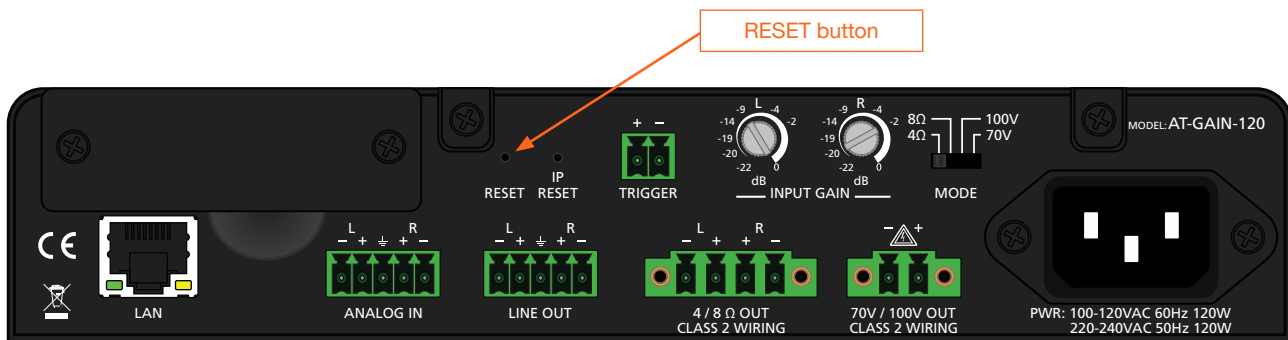 RESET button
MODEL: AT-GAIN-120
RESET
IP
RESET
+ −
TRIGGER
L
-9 -4
-14 -2
-19
-20
-22 0
dB
R
-9 -4
-14 -2
-19
-20
-22 0
dB
INPUT GAIN
8Ω 100V
4Ω 70V
MODE
CE
LAN
L R
− + ⏚ + −
ANALOG IN
L R
− + ⏚ + −
LINE OUT
L R
− + + −
4 / 8 Ω OUT
CLASS 2 WIRING
− +
70V / 100V OUT
CLASS 2 WIRING
PWR: 100-120VAC 60Hz 120W
220-240VAC 50Hz 120W